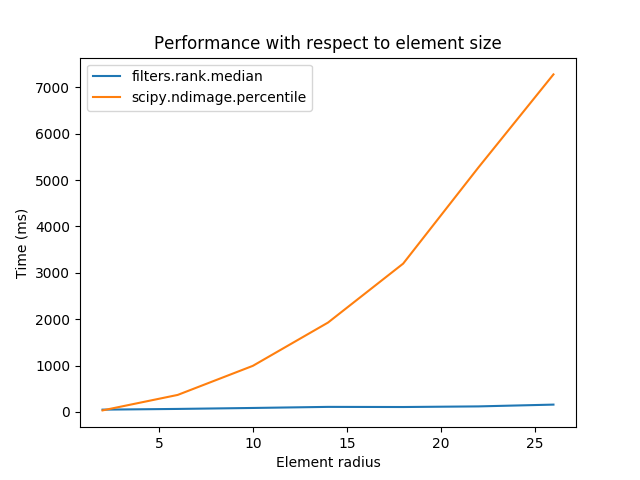 Performance with respect to element size
filters.rank.median
scipy.ndimage.percentile
7000
6000
5000
4000
3000
2000
1000
0
Time (ms)
5
10
15
20
25
Element radius